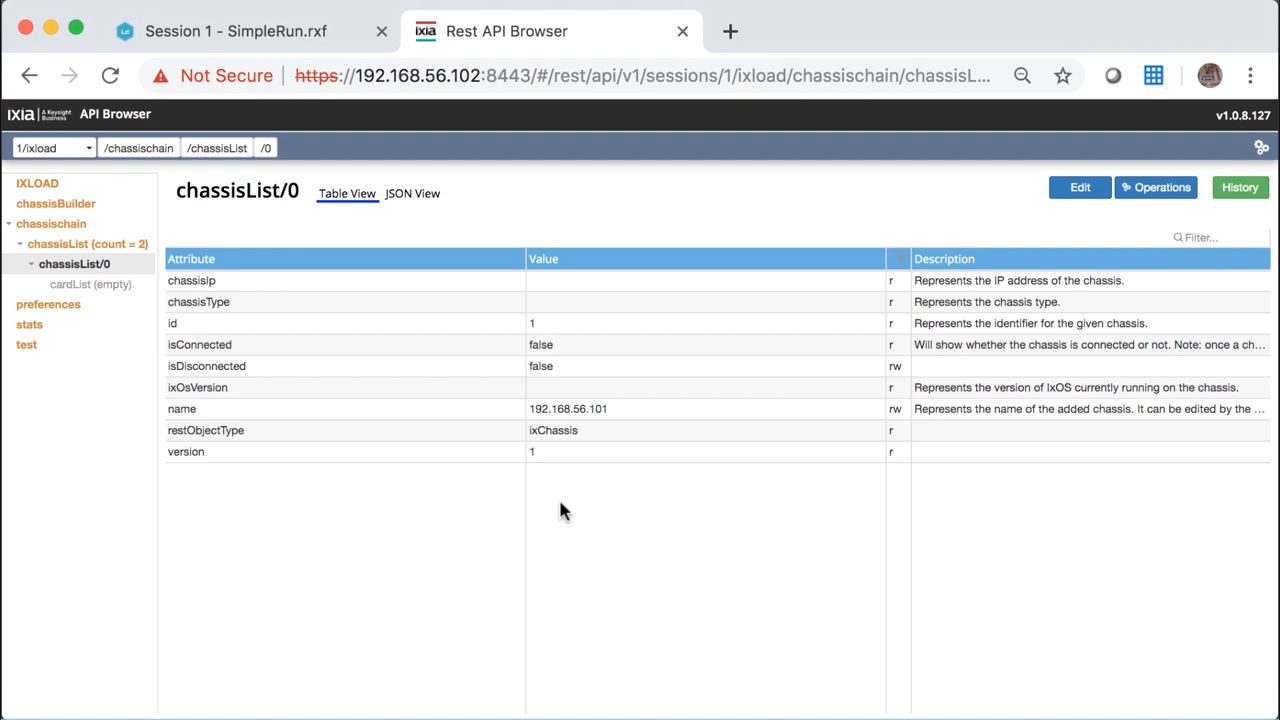 Session 1 - SimpleRun.rxf
ixia Rest API Browser
Not Secure https://192.168.56.102:8443/#/rest/api/v1/sessions/1/ixload/chassischain/chassisL...
ixia A Keysight Business API Browser v1.0.8.127
1/ixload /chassischain /chassisList /0
IXLOAD
chassisBuilder
chassischain
chassisList (count = 2)
chassisList/0
cardList (empty)
preferences
stats
test
chassisList/0 Table View JSON View Edit Operations History
Filter...
Attribute Value Description
chassisIp r Represents the IP address of the chassis.
chassisType r Represents the chassis type.
id 1 r Represents the identifier for the given chassis.
isConnected false r Will show whether the chassis is connected or not. Note: once a ch...
isDisconnected false rw
ixOsVersion r Represents the version of IxOS currently running on the chassis.
name 192.168.56.101 rw Represents the name of the added chassis. It can be edited by the ...
restObjectType ixChassis r
version 1 r